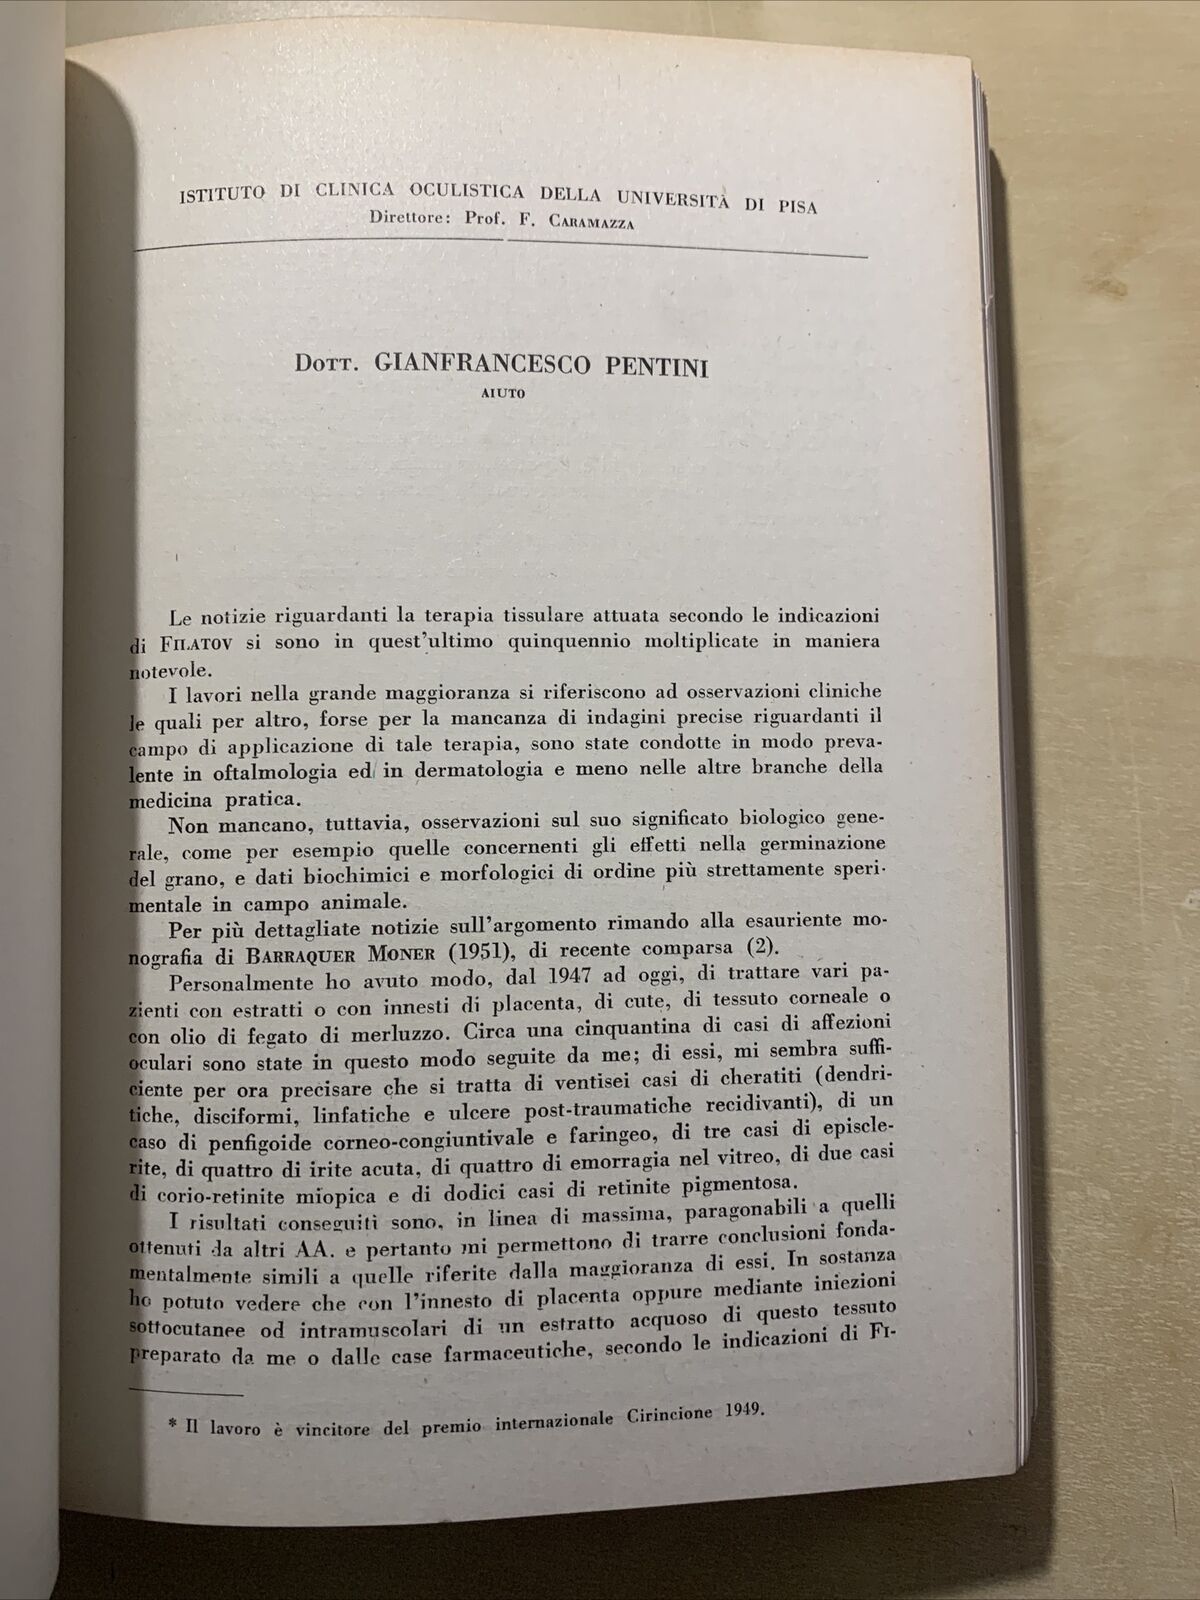 ISTITUTO DI CLINICA OCULISTICA DELLA UNIVERSITÀ DI PISA
Direttore: Prof. F. CARAMAZZA
DOTT. GIANFRANCESCO PENTINI
AIUTO
Le notizie riguardanti la terapia tissulare attuata secondo le indicazioni
di FILATOV si sono in quest'ultimo quinquennio moltiplicate in maniera
notevole.
I lavori nella grande maggioranza si riferiscono ad osservazioni cliniche
le quali per altro, forse per la mancanza di indagini precise riguardanti il
campo di applicazione di tale terapia, sono state condotte in modo preva-
lente in oftalmologia ed in dermatologia e meno nelle altre branche della
medicina pratica.
Non mancano, tuttavia, osservazioni sul suo significato biologico gene-
rale, come per esempio quelle concernenti gli effetti nella germinazione
del grano, e dati biochimici e morfologici di ordine più strettamente speri-
mentale in campo animale.
Per più dettagliate notizie sull'argomento rimando alla esauriente mo-
nografia di BARRAQUER MONER (1951), di recente comparsa (2).
Personalmente ho avuto modo, dal 1947 ad oggi, di trattare vari pa-
zienti con estratti o con innesti di placenta, di cute, di tessuto corneale o
con olio di fegato di merluzzo. Circa una cinquantina di casi di affezioni
oculari sono state in questo modo seguite da me; di essi, mi sembra suffi-
ciente per ora precisare che si tratta di ventisei casi di cheratiti (dendri-
tiche, disciformi, linfatiche e ulcere post-traumatiche recidivanti), di un
caso di penfigoide corneo-congiuntivale e faringeo, di tre casi di episcle-
rite, di quattro di irite acuta, di quattro di emorragia nel vitreo, di due casi
di corio-retinite miopica e di dodici casi di retinite pigmentosa.
I risultati conseguiti sono, in linea di massima, paragonabili a quelli
ottenuti da altri AA. e pertanto mi permettono di trarre conclusioni fonda-
mentalmente simili a quelle riferite dalla maggioranza di essi. In sostanza
ho potuto vedere che con l'innesto di placenta oppure mediante iniezioni
sottocutanee od intramuscolari di un estratto acquoso di questo tessuto
preparato da me o dalle case farmaceutiche, secondo le indicazioni di FI-
* Il lavoro è vincitore del premio internazionale Cirincione 1949.